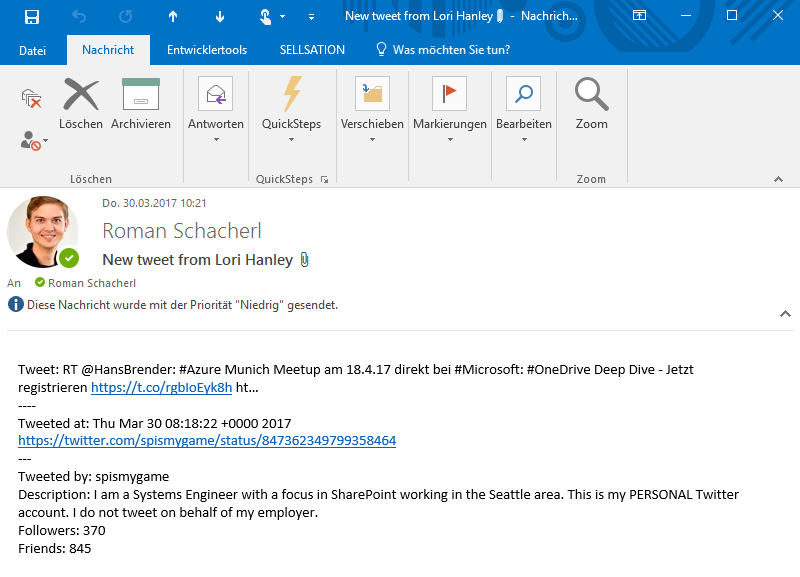 New tweet from Lori Hanley - Nachrich...
Datei Nachricht Entwicklertools SELLSATION Was möchten Sie tun?
Löschen Archivieren Antworten QuickSteps Verschieben Markierungen Bearbeiten Zoom
Löschen QuickSteps Zoom
Do. 30.03.2017 10:21
Roman Schacherl
New tweet from Lori Hanley
An Roman Schacherl
Diese Nachricht wurde mit der Priorität "Niedrig" gesendet.
Tweet: RT @HansBrender: #Azure Munich Meetup am 18.4.17 direkt bei #Microsoft: #OneDrive Deep Dive - Jetzt
registrieren https://t.co/rgbIoEyk8h ht…
----
Tweeted at: Thu Mar 30 08:18:22 +0000 2017
https://twitter.com/spismygame/status/847362349799358464
---
Tweeted by: spismygame
Description: I am a Systems Engineer with a focus in SharePoint working in the Seattle area. This is my PERSONAL Twitter
account. I do not tweet on behalf of my employer.
Followers: 370
Friends: 845